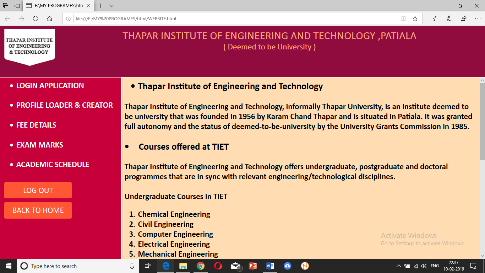 THAPAR INSTITUTE OF ENGINEERING AND TECHNOLOGY ,PATIALA
( Deemed to be University )
THAPAR INSTITUTE
OF ENGINEERING
& TECHNOLOGY
• LOGIN APPLICATION
• PROFILE LOADER & CREATOR
• FEE DETAILS
• EXAM MARKS
• ACADEMIC SCHEDULE
LOG OUT
BACK TO HOME
• Thapar Institute of Engineering and Technology
Thapar Institute of Engineering and Technology, informally Thapar University, is an institute deemed to
be university that was founded in 1956 by Karam Chand Thapar and is situated in Patiala. It was granted
full autonomy and the status of deemed-to-be-university by the University Grants Commission in 1985.
• Courses offered at TIET
Thapar Institute of Engineering and Technology offers undergraduate, postgraduate and doctoral
programmes that are in sync with relevant engineering/technological disciplines.
Undergraduate Courses in TIET
1. Chemical Engineering
2. Civil Engineering
3. Computer Engineering
4. Electrical Engineering
5. Mechanical Engineering
Activate Windows
Go to Settings to activate Windows.
Type here to search
ENG